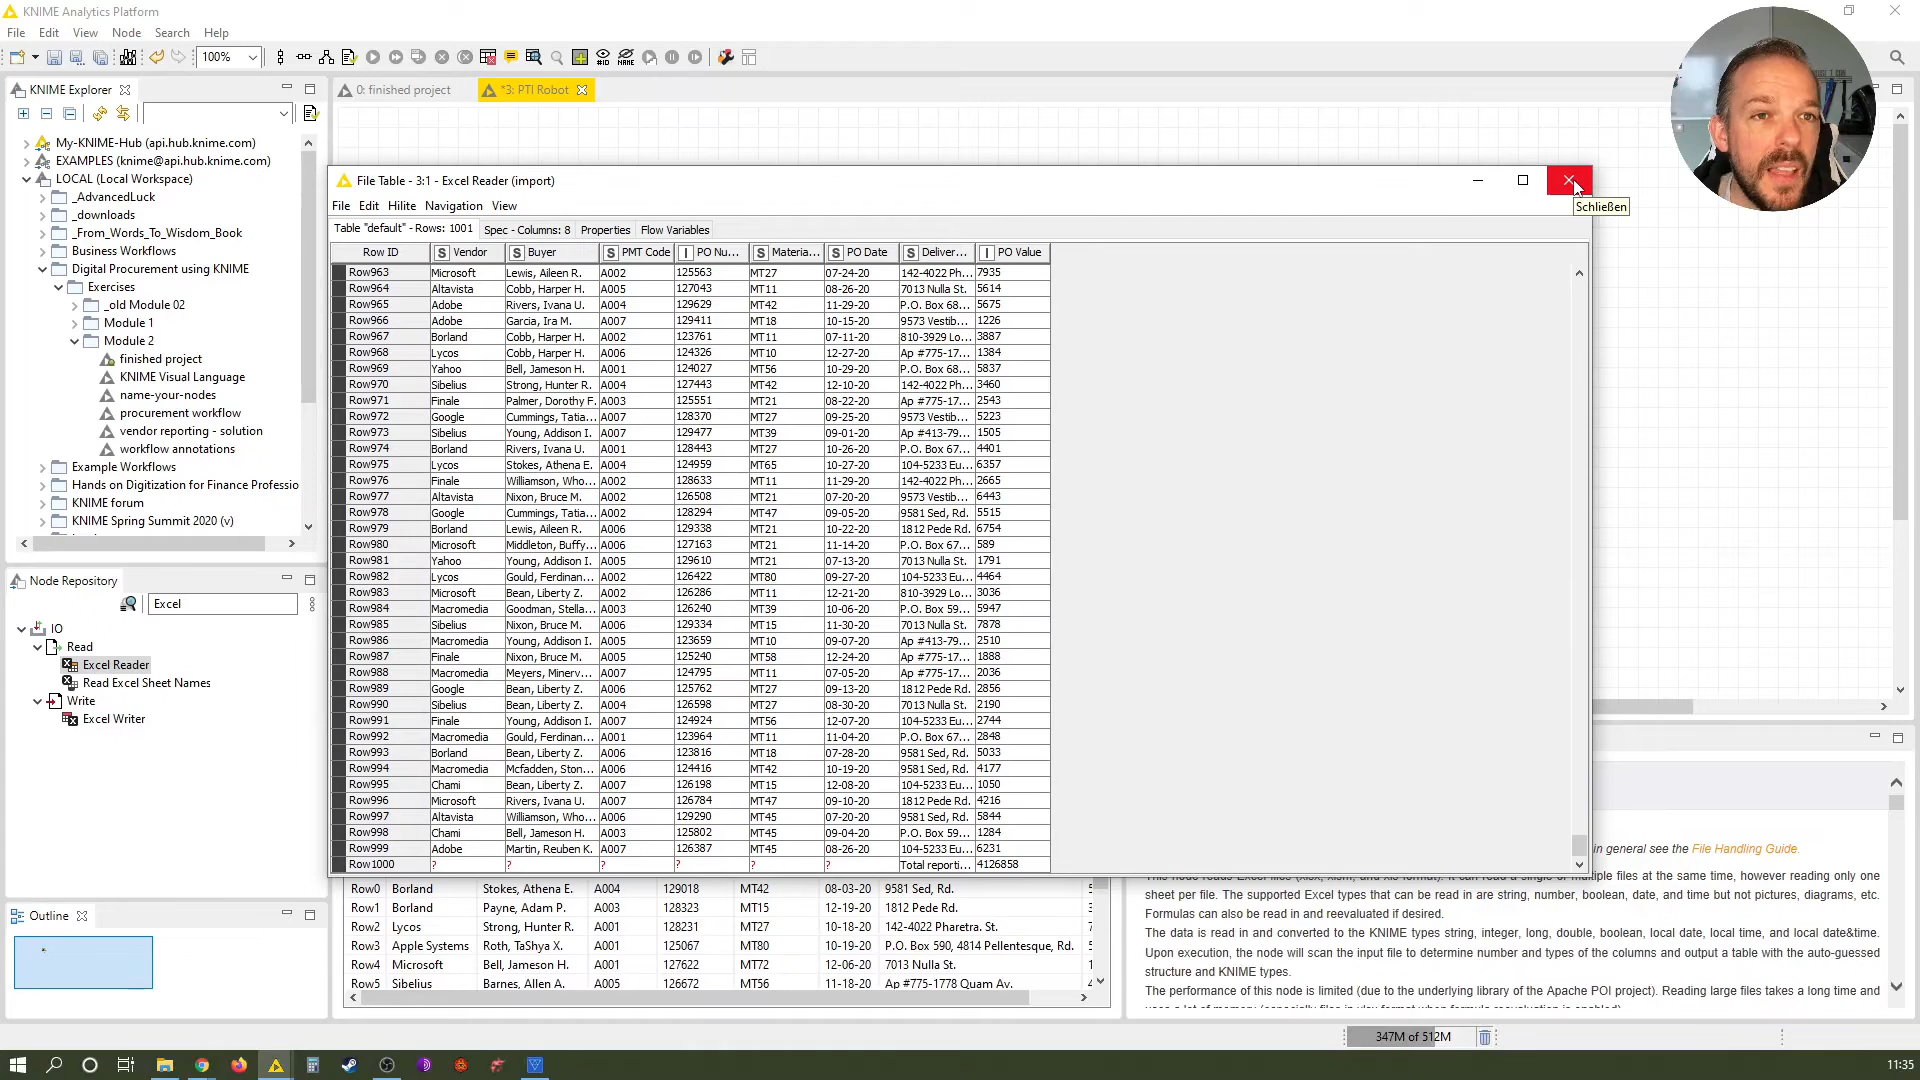 KNIME Analytics Platform
File Edit View Node Search Help
100%
KNIME Explorer
0: finished project
*3: PTI Robot
My-KNIME-Hub (api.hub.knime.com)
EXAMPLES (knime@api.hub.knime.com)
LOCAL (Local Workspace)
_AdvancedLuck
_downloads
_From_Words_To_Wisdom_Book
Business Workflows
Digital Procurement using KNIME
Exercises
_old Module 02
Module 1
Module 2
finished project
KNIME Visual Language
name-your-nodes
procurement workflow
vendor reporting - solution
workflow annotations
Example Workflows
Hands on Digitization for Finance Professio
KNIME forum
KNIME Spring Summit 2020 (v)
Node Repository
Excel
IO
Read
Excel Reader
Read Excel Sheet Names
Write
Excel Writer
Outline
File Table - 3:1 - Excel Reader (import)
Schließen
File Edit Hilite Navigation View
Table "default" - Rows: 1001 Spec - Columns: 8 Properties Flow Variables
Row ID S Vendor S Buyer S PMT Code I PO Nu... S Materia... S PO Date S Deliver... I PO Value
Row963 Microsoft Lewis, Aileen R. A002 125563 MT27 07-24-20 142-4022 Ph... 7935
Row964 Altavista Cobb, Harper H. A005 127043 MT11 08-26-20 7013 Nulla St. 5614
Row965 Adobe Rivers, Ivana U. A004 129629 MT42 11-29-20 P.O. Box 68... 5675
Row966 Adobe Garcia, Ira M. A007 129411 MT18 10-15-20 9573 Vestib... 1226
Row967 Borland Cobb, Harper H. A002 123761 MT11 07-11-20 810-3929 Lo... 3887
Row968 Lycos Cobb, Harper H. A006 124326 MT10 12-27-20 Ap #775-17... 1384
Row969 Yahoo Bell, Jameson H. A001 124027 MT56 10-29-20 P.O. Box 68... 5837
Row970 Sibelius Strong, Hunter R. A004 127443 MT42 12-10-20 142-4022 Ph... 3460
Row971 Finale Palmer, Dorothy F. A003 125551 MT21 08-22-20 Ap #775-17... 2543
Row972 Google Cummings, Tatia... A007 128370 MT27 09-25-20 9573 Vestib... 5223
Row973 Sibelius Young, Addison I. A007 129477 MT39 09-01-20 Ap #413-79... 1505
Row974 Borland Rivers, Ivana U. A001 128443 MT27 10-26-20 P.O. Box 67... 4401
Row975 Lycos Stokes, Athena E. A004 124959 MT65 10-27-20 104-5233 Eu... 6357
Row976 Finale Williamson, Who... A002 128633 MT11 11-29-20 142-4022 Ph... 2665
Row977 Altavista Nixon, Bruce M. A002 126508 MT21 07-20-20 9573 Vestib... 6443
Row978 Google Cummings, Tatia... A002 128294 MT47 09-05-20 9581 Sed, Rd. 5515
Row979 Borland Lewis, Aileen R. A006 129338 MT21 10-22-20 1812 Pede Rd. 6754
Row980 Microsoft Middleton, Buffy... A006 127163 MT21 11-14-20 P.O. Box 67... 589
Row981 Yahoo Young, Addison I. A005 129610 MT21 07-13-20 7013 Nulla St. 1791
Row982 Lycos Gould, Ferdinan... A002 126422 MT80 09-27-20 104-5233 Eu... 4464
Row983 Microsoft Bean, Liberty Z. A002 126286 MT11 12-21-20 810-3929 Lo... 3036
Row984 Macromedia Goodman, Stella... A003 126240 MT39 10-06-20 P.O. Box 59... 5947
Row985 Sibelius Nixon, Bruce M. A006 129334 MT15 11-30-20 7013 Nulla St. 7878
Row986 Macromedia Young, Addison I. A005 123659 MT10 09-07-20 Ap #413-79... 2510
Row987 Finale Nixon, Bruce M. A005 125240 MT58 12-24-20 Ap #775-17... 1888
Row988 Macromedia Meyers, Minerv... A007 124795 MT11 07-05-20 Ap #775-17... 2036
Row989 Google Bean, Liberty Z. A006 125762 MT27 09-13-20 1812 Pede Rd. 2856
Row990 Sibelius Bean, Liberty Z. A004 126598 MT27 08-30-20 7013 Nulla St. 2190
Row991 Finale Young, Addison I. A007 124924 MT56 12-07-20 104-5233 Eu... 2744
Row992 Macromedia Gould, Ferdinan... A001 123964 MT11 11-04-20 P.O. Box 67... 2848
Row993 Borland Bean, Liberty Z. A006 123816 MT18 07-28-20 9581 Sed, Rd. 5033
Row994 Macromedia Mcfadden, Ston... A006 124416 MT42 10-19-20 9581 Sed, Rd. 4177
Row995 Chami Bean, Liberty Z. A007 126198 MT15 12-08-20 104-5233 Eu... 1050
Row996 Microsoft Rivers, Ivana U. A007 126784 MT47 09-10-20 1812 Pede Rd. 4216
Row997 Altavista Williamson, Who... A006 129290 MT45 07-20-20 9581 Sed, Rd. 5844
Row998 Chami Bell, Jameson H. A003 125802 MT45 09-04-20 P.O. Box 59... 1284
Row999 Adobe Martin, Reuben K. A007 126387 MT45 08-26-20 104-5233 Eu... 6231
Row1000 ? ? ? ? ? ? Total reporti... 4126858
Row0 Borland Stokes, Athena E. A004 129018 MT42 08-03-20 9581 Sed, Rd.
Row1 Borland Payne, Adam P. A003 128323 MT15 12-19-20 1812 Pede Rd.
Row2 Lycos Strong, Hunter R. A001 128231 MT27 10-18-20 142-4022 Pharetra. St.
Row3 Apple Systems Roth, TaShya X. A001 125067 MT80 10-19-20 P.O. Box 590, 4814 Pellentesque, Rd.
Row4 Microsoft Bell, Jameson H. A001 127622 MT72 12-06-20 7013 Nulla St.
Row5 Sibelius Barnes, Allen A. A005 126672 MT56 11-18-20 Ap #775-1778 Quam Av.
in general see the File Handling Guide.
This node reads Excel files (xlsx, xlsm, and xls format). It can read a single or multiple files at the same time, however reading only one
sheet per file. The supported Excel types that can be read in are string, number, boolean, date, and time but not pictures, diagrams, etc.
Formulas can also be read in and reevaluated if desired.
The data is read in and converted to the KNIME types string, integer, long, double, boolean, local date, local time, and local date&time.
Upon execution, the node will scan the input file to determine number and types of the columns and output a table with the auto-guessed
structure and KNIME types.
The performance of this node is limited (due to the underlying library of the Apache POI project). Reading large files takes a long time and
347M of 512M
11:35